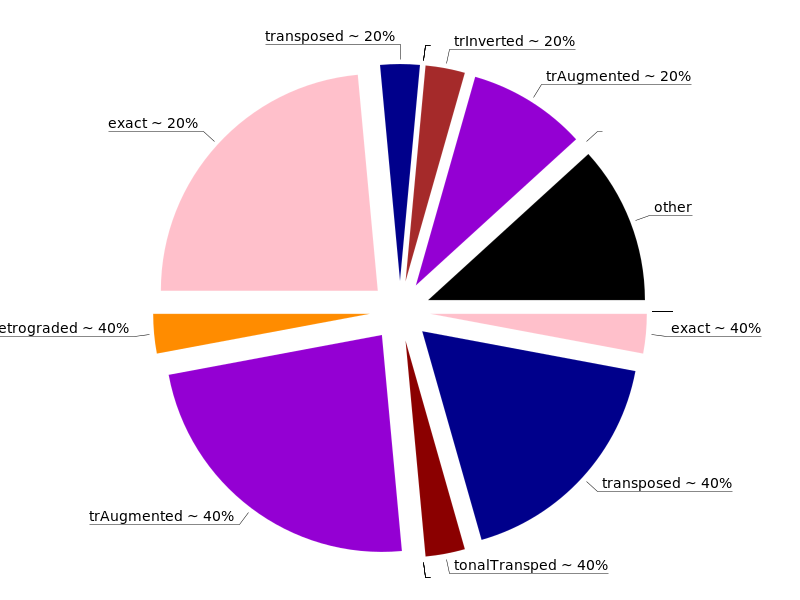 transposed ~ 20%
trInverted ~ 20%
trAugmented ~ 20%
exact ~ 20%
other
etrograded ~ 40%
exact ~ 40%
transposed ~ 40%
trAugmented ~ 40%
tonalTransped ~ 40%